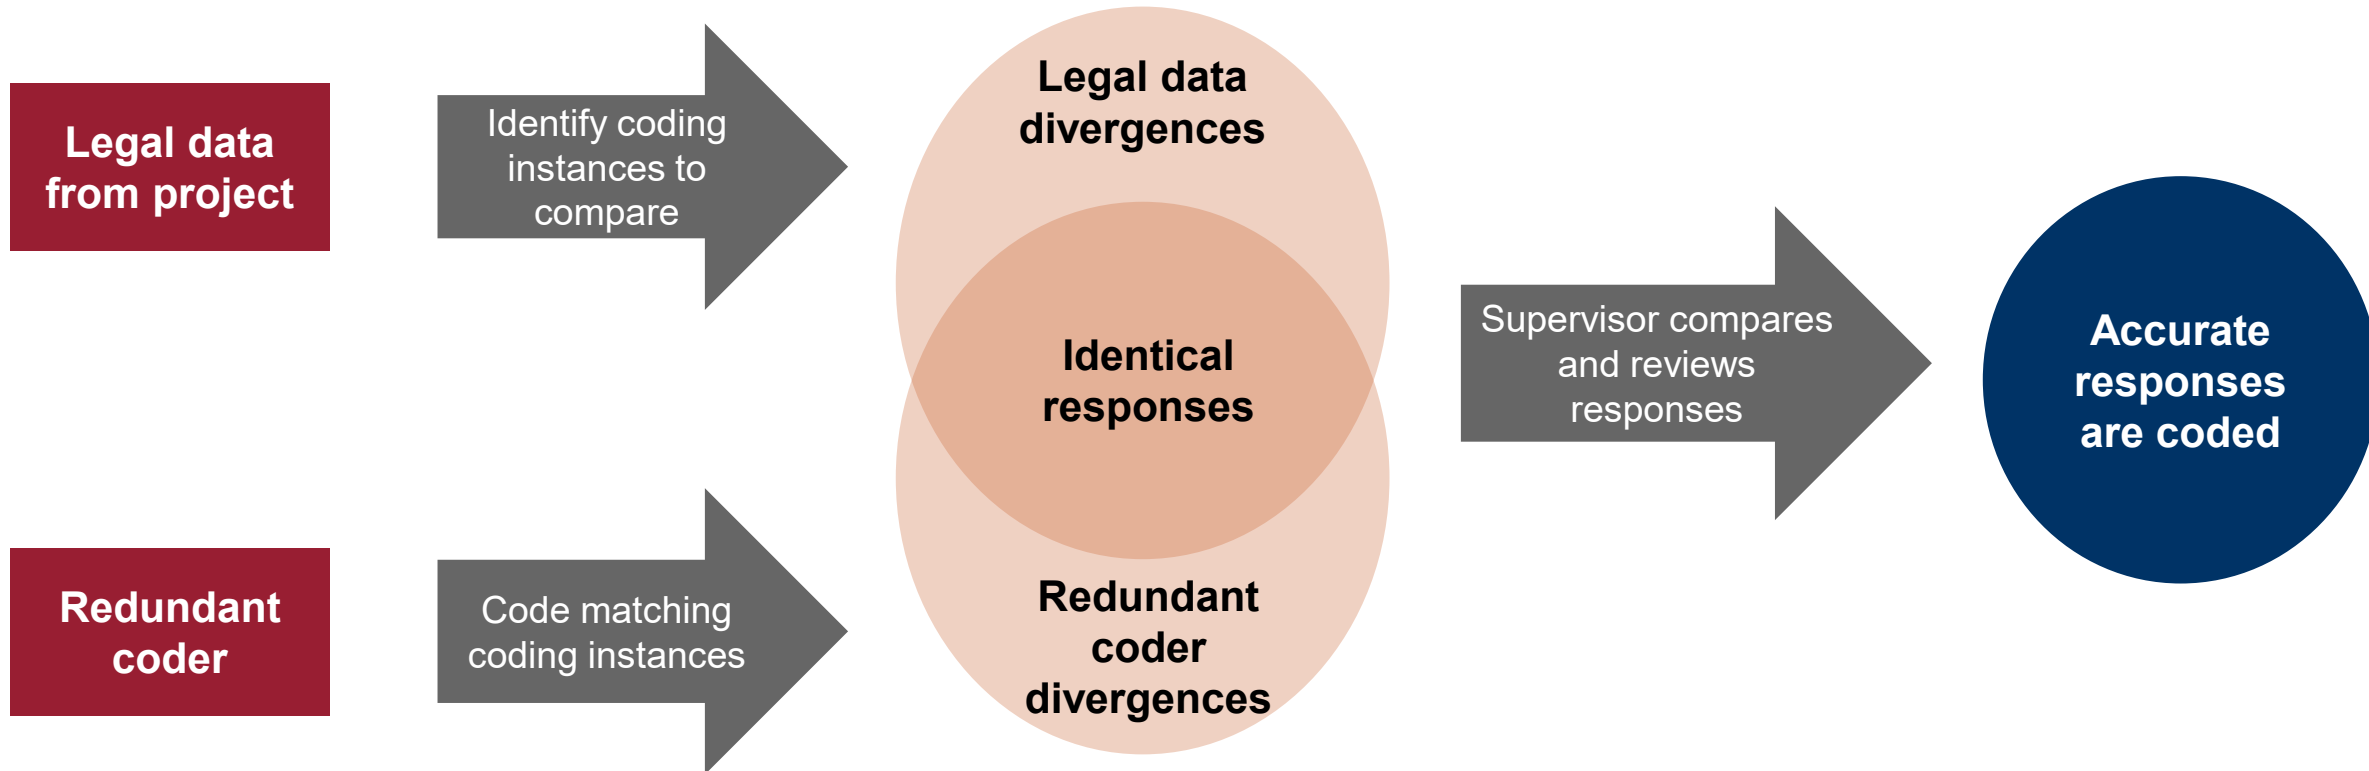 Legal data
from project
Identify coding
instances to
compare
Legal data
divergences
Identical
responses
Supervisor compares
and reviews
responses
Accurate
responses
are coded
Redundant
coder
Code matching
coding instances
Redundant
coder
divergences